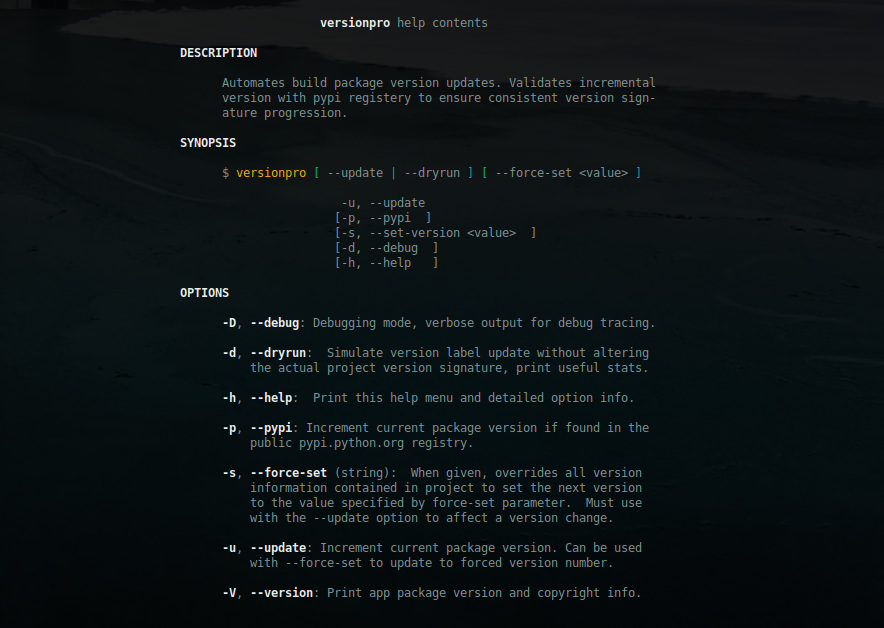 versionpro help contents
DESCRIPTION
Automates build package version updates. Validates incremental
version with pypi registery to ensure consistent version sign-
ature progression.
SYNOPSIS
$ versionpro [ --update | --dryrun ] [ --force-set <value> ]
-u, --update
[-p, --pypi  ]
[-s, --set-version <value>  ]
[-d, --debug  ]
[-h, --help   ]
OPTIONS
-D, --debug: Debugging mode, verbose output for debug tracing.
-d, --dryrun:  Simulate version label update without altering
the actual project version signature, print useful stats.
-h, --help:  Print this help menu and detailed option info.
-p, --pypi: Increment current package version if found in the
public pypi.python.org registry.
-s, --force-set (string):  When given, overrides all version
information contained in project to set the next version
to the value specified by force-set parameter.  Must use
with the --update option to affect a version change.
-u, --update: Increment current package version. Can be used
with --force-set to update to forced version number.
-V, --version: Print app package version and copyright info.